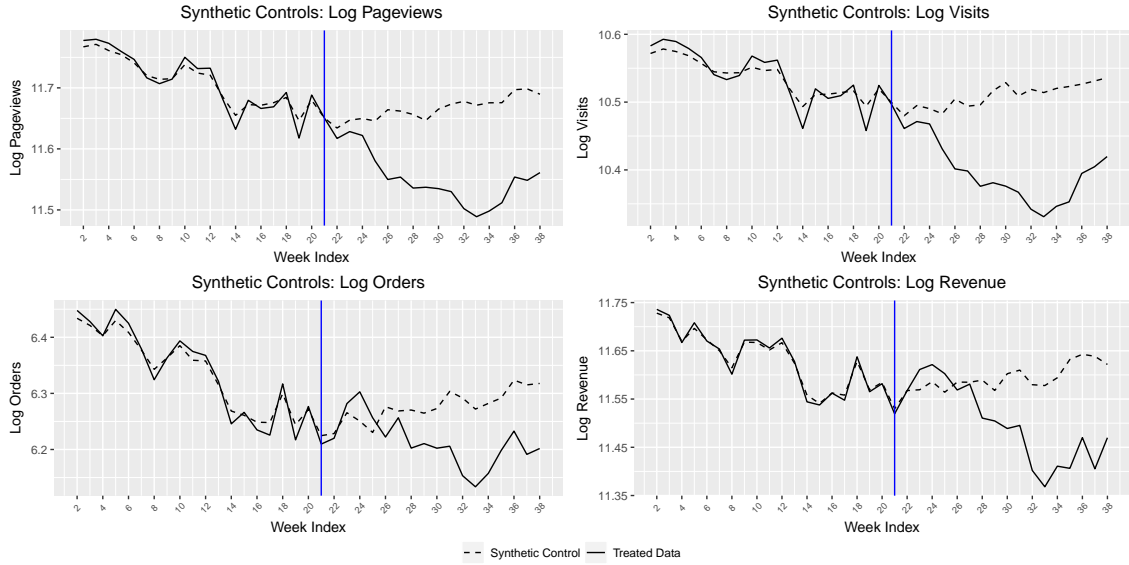 Synthetic Controls: Log Pageviews
Log Pageviews
11.7
11.6
11.5
2 4 6 8 10 12 14 16 18 20 22 24 26 28 30 32 34 36 38
Week Index
Synthetic Controls: Log Visits
Log Visits
10.6
10.5
10.4
2 4 6 8 10 12 14 16 18 20 22 24 26 28 30 32 34 36 38
Week Index
Synthetic Controls: Log Orders
Log Orders
6.4
6.3
6.2
2 4 6 8 10 12 14 16 18 20 22 24 26 28 30 32 34 36 38
Week Index
Synthetic Controls: Log Revenue
Log Revenue
11.75
11.65
11.55
11.45
11.35
2 4 6 8 10 12 14 16 18 20 22 24 26 28 30 32 34 36 38
Week Index
Synthetic Control Treated Data